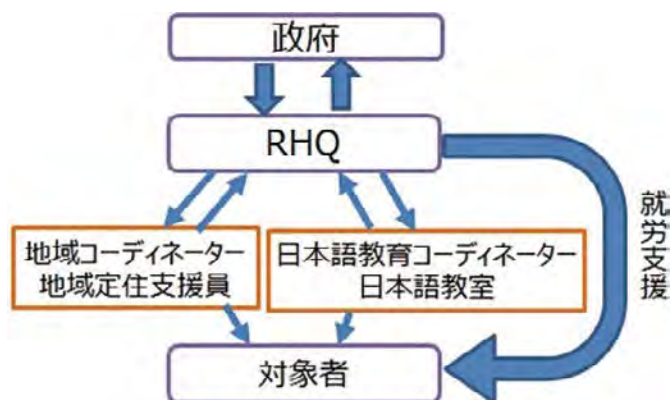 政府
RHQ
地域コーディネーター
地域定住支援員
日本語教育コーディネーター
日本語教室
就労支援
対象者